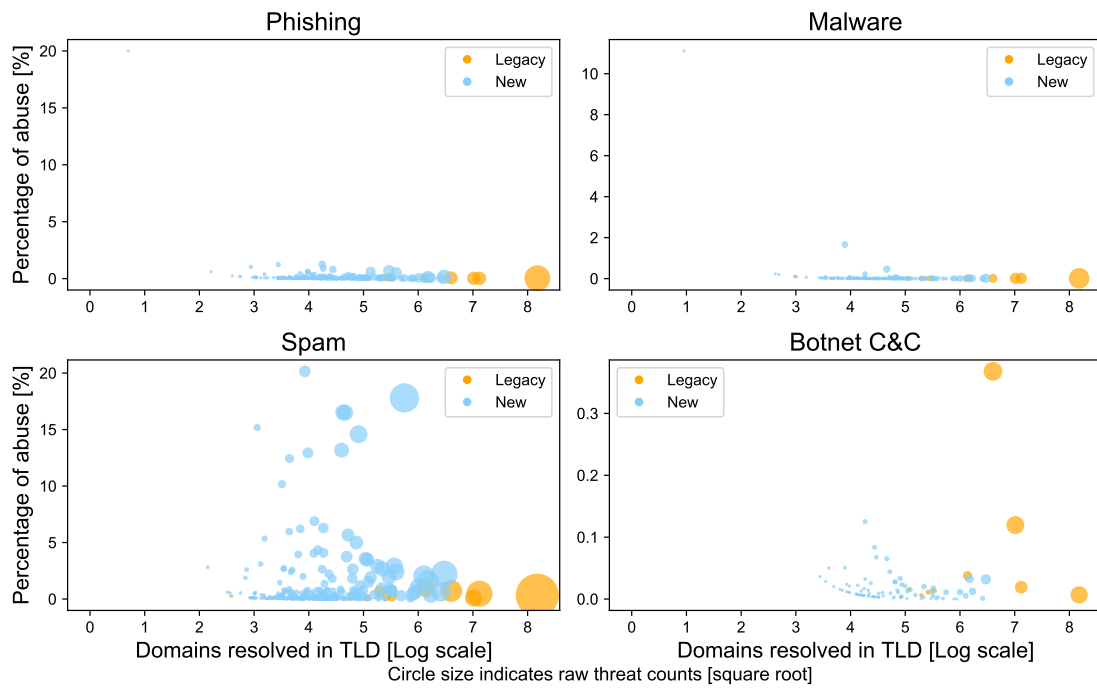 Phishing
Percentage of abuse [%]
20
15
10
5
0
0 1 2 3 4 5 6 7 8
Legacy
New
Malware
10
8
6
4
2
0
0 1 2 3 4 5 6 7 8
Legacy
New
Spam
Percentage of abuse [%]
20
15
10
5
0
0 1 2 3 4 5 6 7 8
Domains resolved in TLD [Log scale]
Legacy
New
Botnet C&C
0.3
0.2
0.1
0.0
0 1 2 3 4 5 6 7 8
Domains resolved in TLD [Log scale]
Legacy
New
Circle size indicates raw threat counts [square root]